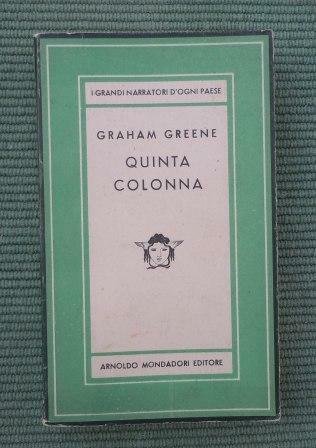 I GRANDI NARRATORI D'OGNI PAESE
GRAHAM GREENE
QUINTA
COLONNA
ARNOLDO MONDADORI EDITORE